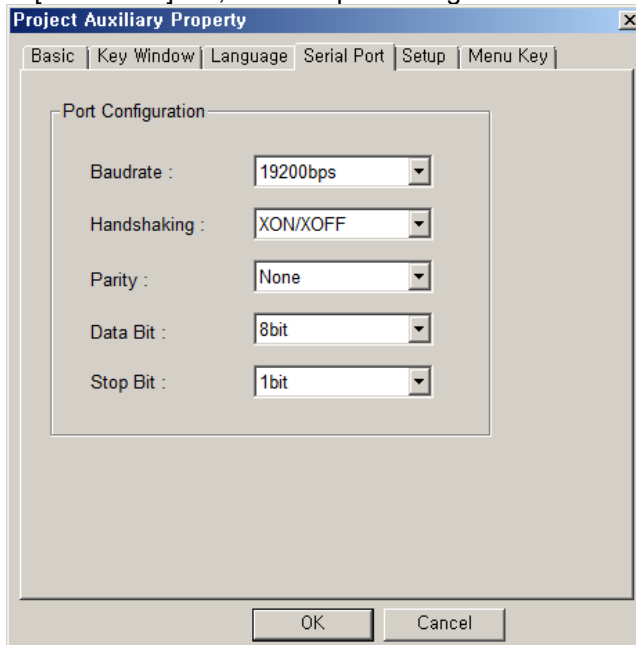 Project Auxiliary Property
Basic Key Window Language Serial Port Setup Menu Key
Port Configuration
Baudrate : 19200bps
Handshaking : XON/XOFF
Parity : None
Data Bit : 8bit
Stop Bit : 1bit
OK Cancel